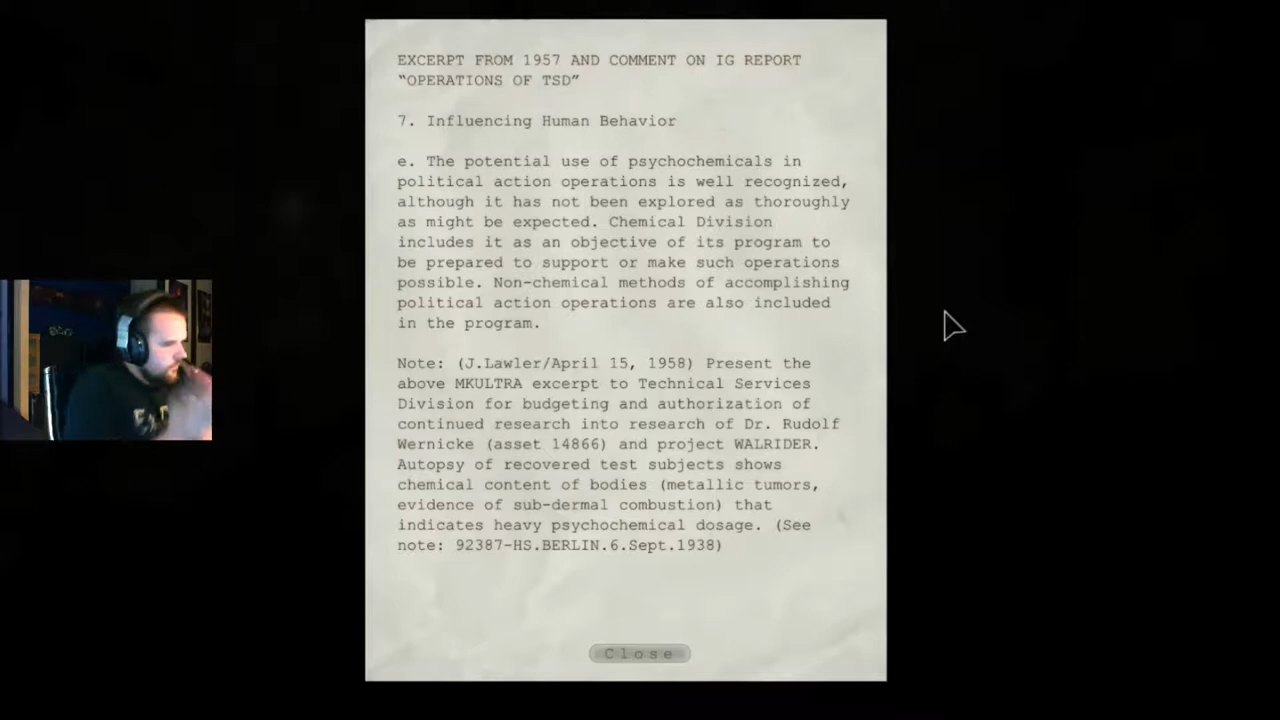 EXCERPT FROM 1957 AND COMMENT ON IG REPORT
“OPERATIONS OF TSD”
7. Influencing Human Behavior
e. The potential use of psychochemicals in
political action operations is well recognized,
although it has not been explored as thoroughly
as might be expected. Chemical Division
includes it as an objective of its program to
be prepared to support or make such operations
possible. Non-chemical methods of accomplishing
political action operations are also included
in the program.
Note: (J.Lawler/April 15, 1958) Present the
above MKULTRA excerpt to Technical Services
Division for budgeting and authorization of
continued research into research of Dr. Rudolf
Wernicke (asset 14866) and project WALRIDER.
Autopsy of recovered test subjects shows
chemical content of bodies (metallic tumors,
evidence of sub-dermal combustion) that
indicates heavy psychochemical dosage. (See
note: 92387-HS.BERLIN.6.Sept.1938)
Close